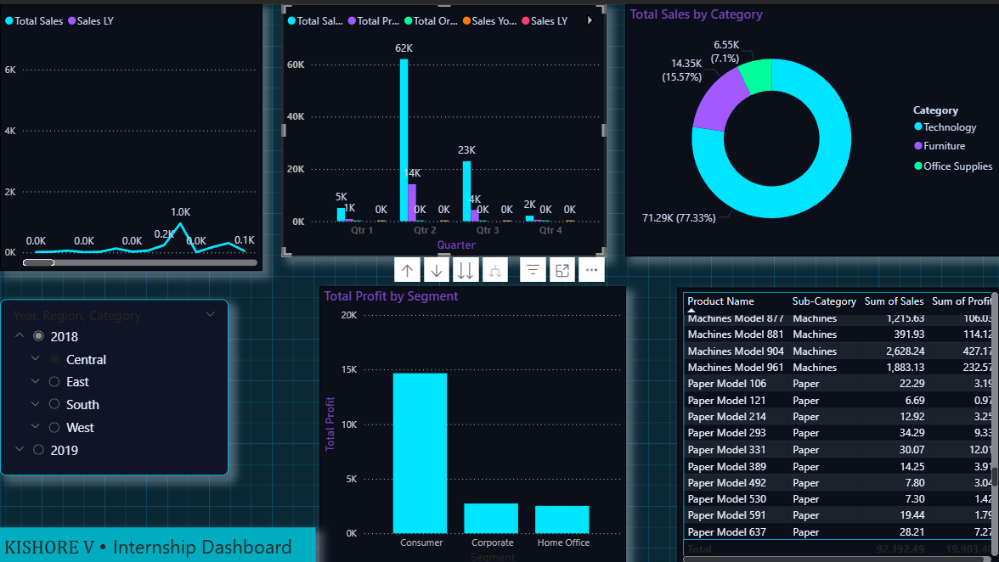 Total Sales Sales LY
6K
4K
2K
0K
0.0K 0.0K 0.0K 0.2K 1.0K 0.0K 0.1K
Total Sal... Total Pr... Total Or... Sales Yo... Sales LY
60K
40K
20K
0K
5K 1K 0K
62K 14K 0K 0K
23K 4K 0K 0K
2K 0K 0K
Qtr 1 Qtr 2 Qtr 3 Qtr 4
Quarter
Total Sales by Category
6.55K
(7.1%)
14.35K
(15.57%)
71.29K (77.33%)
Category
Technology
Furniture
Office Supplies
Year, Region, Category
2018
Central
East
South
West
2019
Total Profit by Segment
Total Profit
20K
15K
10K
5K
0K
Consumer Corporate Home Office
Segment
Product Name Sub-Category Sum of Sales Sum of Profit
Machines Model 877 Machines 1,215.63 106.03
Machines Model 881 Machines 391.93 114.12
Machines Model 904 Machines 2,628.24 427.17
Machines Model 961 Machines 1,883.13 232.57
Paper Model 106 Paper 22.29 3.19
Paper Model 121 Paper 6.69 0.97
Paper Model 214 Paper 12.92 3.23
Paper Model 293 Paper 34.29 9.33
Paper Model 331 Paper 30.07 12.01
Paper Model 389 Paper 14.25 3.91
Paper Model 492 Paper 7.80 3.04
Paper Model 530 Paper 7.30 1.42
Paper Model 591 Paper 19.44 1.79
Paper Model 637 Paper 28.21 7.27
Total 92,192.49
KISHORE V • Internship Dashboard